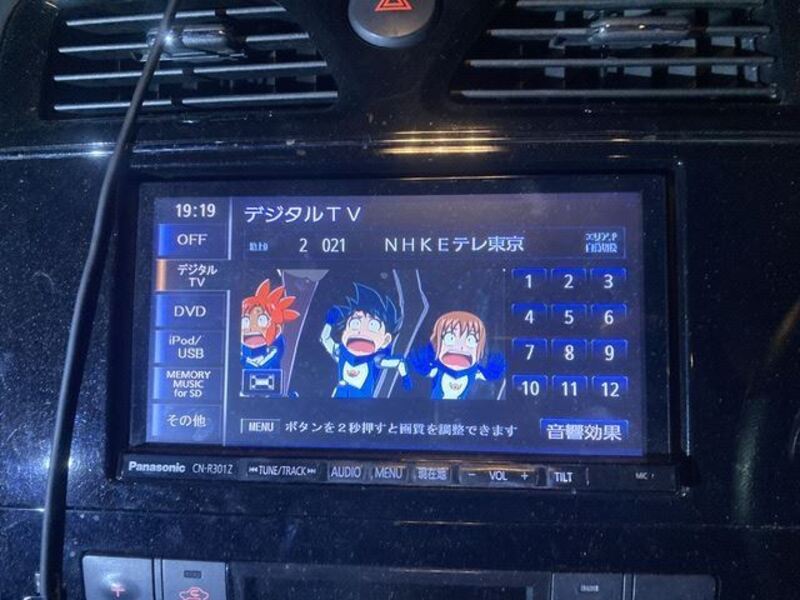 19:19
デジタルTV
OFF
地上D 2 021 NHKEテレ東京
デジタル
TV
DVD
iPod/
USB
MEMORY
MUSIC
for SD
その他
1 2 3
4 5 6
7 8 9
10 11 12
MENU ボタンを2秒押すと画質を調整できます
音響効果
Panasonic CN-R301Z TUNE/TRACK AUDIO MENU 現在地 − VOL + TILT MIC